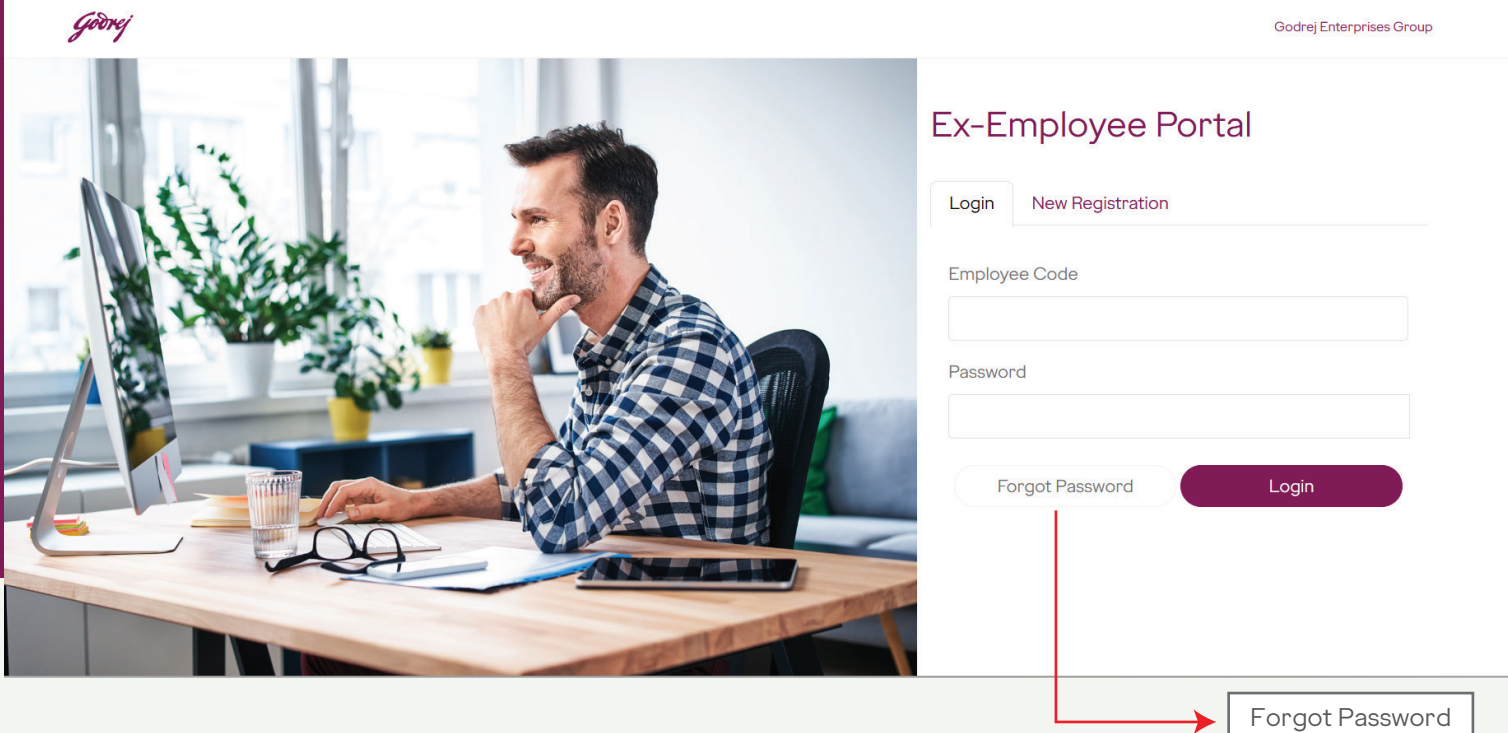 Godrej
Godrej Enterprises Group
Ex-Employee Portal
Login New Registration
Employee Code
Password
Forgot Password Login
Forgot Password